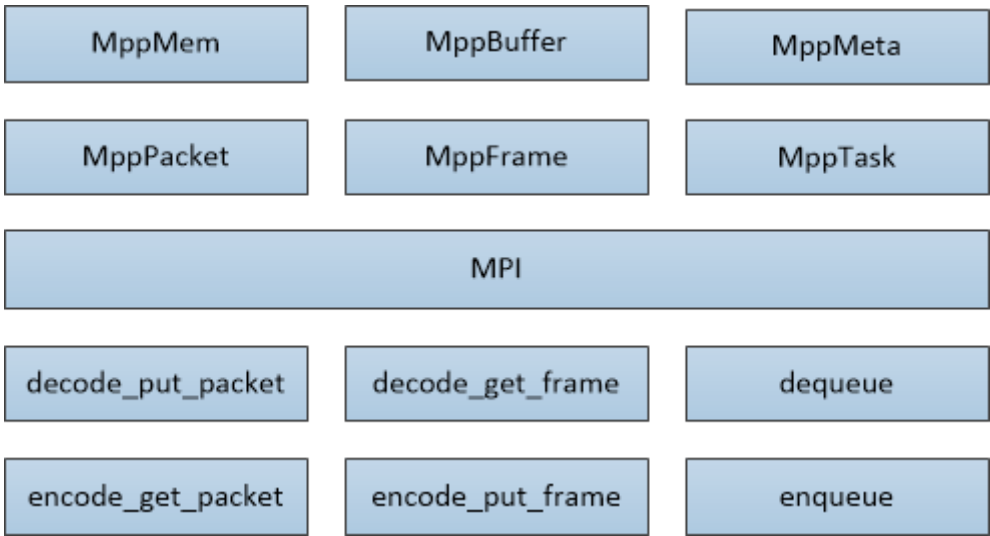 MppMem
MppBuffer
MppMeta
MppPacket
MppFrame
MppTask
MPI
decode_put_packet
decode_get_frame
dequeue
encode_get_packet
encode_put_frame
enqueue